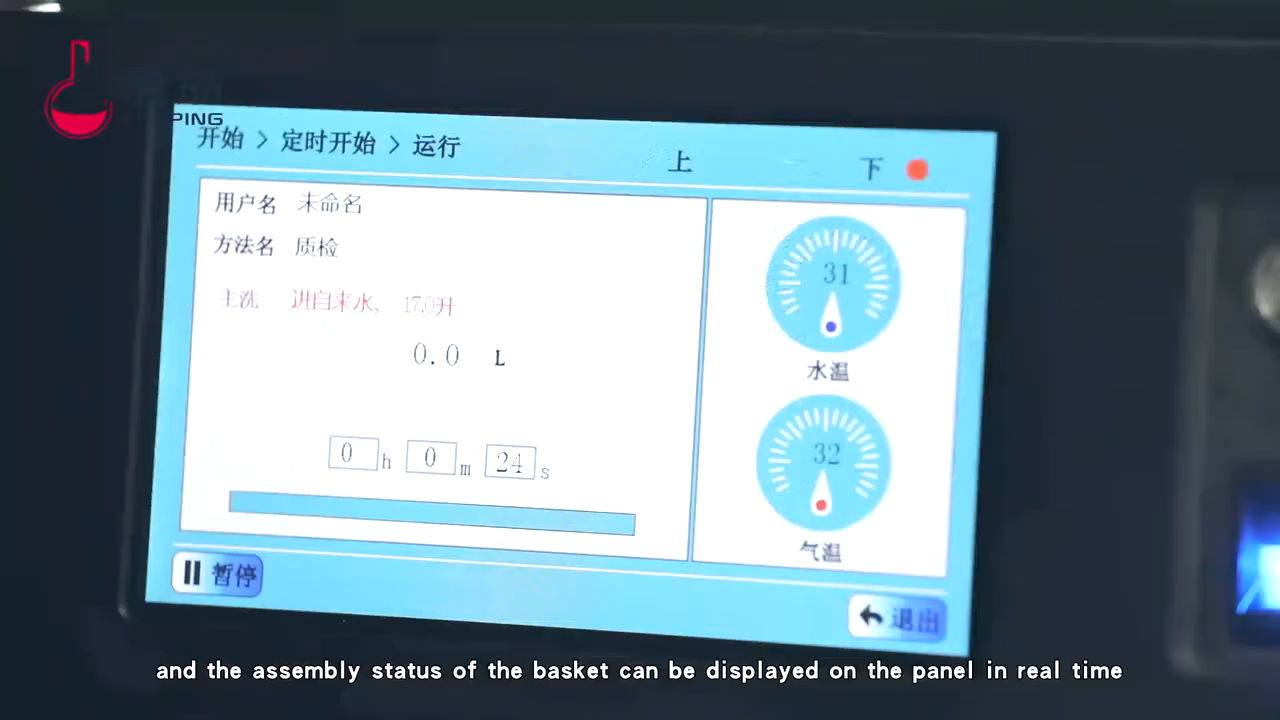 PING
开始 > 定时开始 > 运行
上
下
用户名 未命名
方法名 质检
主洗 进自来水, 17.0升
0.0 L
0 h 0 m 24 s
31
水温
32
气温
暂停
退出
and the assembly status of the basket can be displayed on the panel in real time